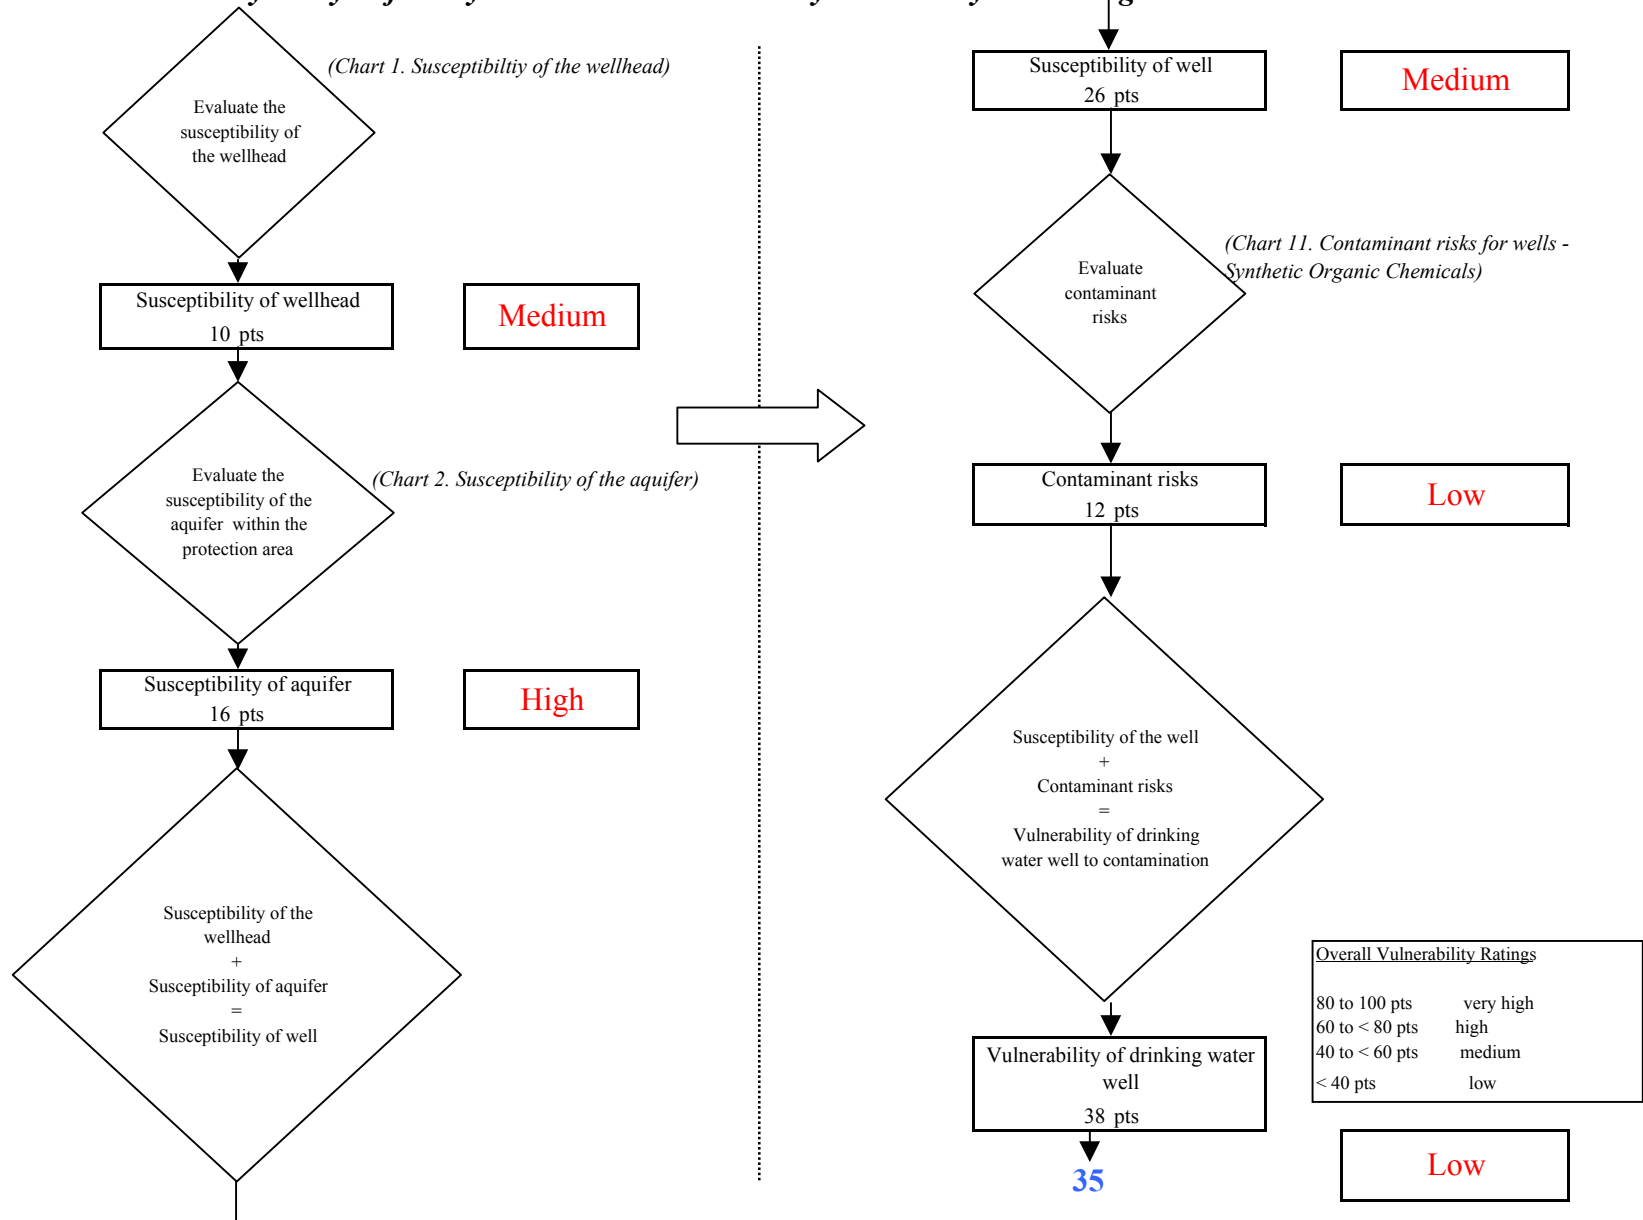 (Chart 1. Susceptibiltiy of the wellhead)
Evaluate the
susceptibility of
the wellhead
Susceptibility of wellhead
10 pts
Medium
(Chart 2. Susceptibility of the aquifer)
Evaluate the
susceptibility of the
aquifer within the
protection area
Susceptibility of aquifer
16 pts
High
Susceptibility of the
wellhead
+
Susceptibility of aquifer
=
Susceptibility of well
Susceptibility of well
26 pts
Medium
(Chart 11. Contaminant risks for wells -
Synthetic Organic Chemicals)
Evaluate
contaminant
risks
Contaminant risks
12 pts
Low
Susceptibility of the well
+
Contaminant risks
=
Vulnerability of drinking
water well to contamination
Overall Vulnerability Ratings
80 to 100 pts very high
60 to < 80 pts high
40 to < 60 pts medium
< 40 pts low
Vulnerability of drinking water
well
38 pts
35
Low